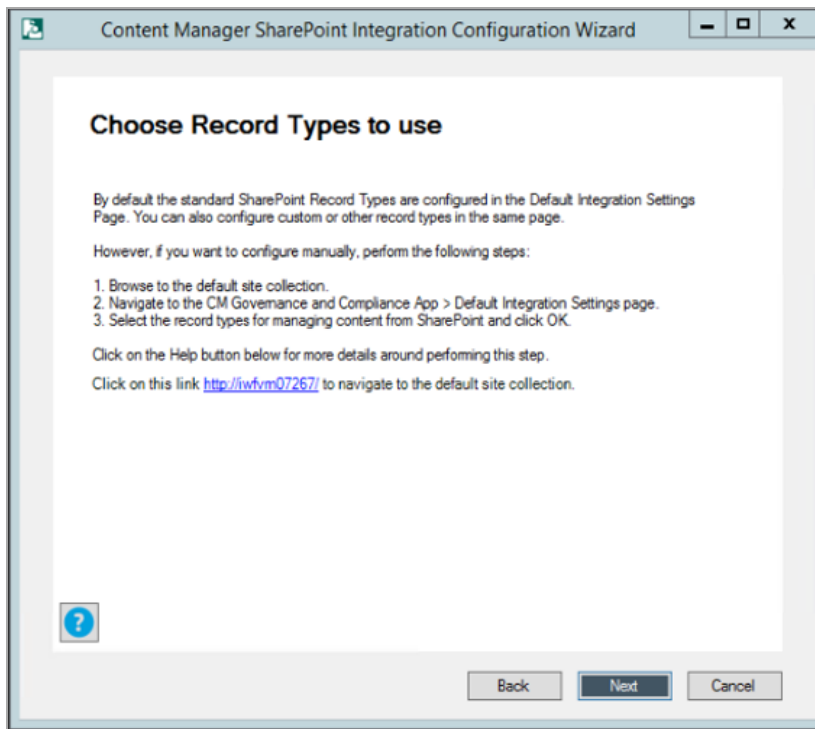 Content Manager SharePoint Integration Configuration Wizard
Choose Record Types to use
By default the standard SharePoint Record Types are configured in the Default Integration Settings
Page. You can also configure custom or other record types in the same page.
However, if you want to configure manually, perform the following steps:
1. Browse to the default site collection.
2. Navigate to the CM Governance and Compliance App > Default Integration Settings page.
3. Select the record types for managing content from SharePoint and click OK.
Click on the Help button below for more details around performing this step.
Click on this link http://iwfvm07267/ to navigate to the default site collection.
?
Back
Next
Cancel